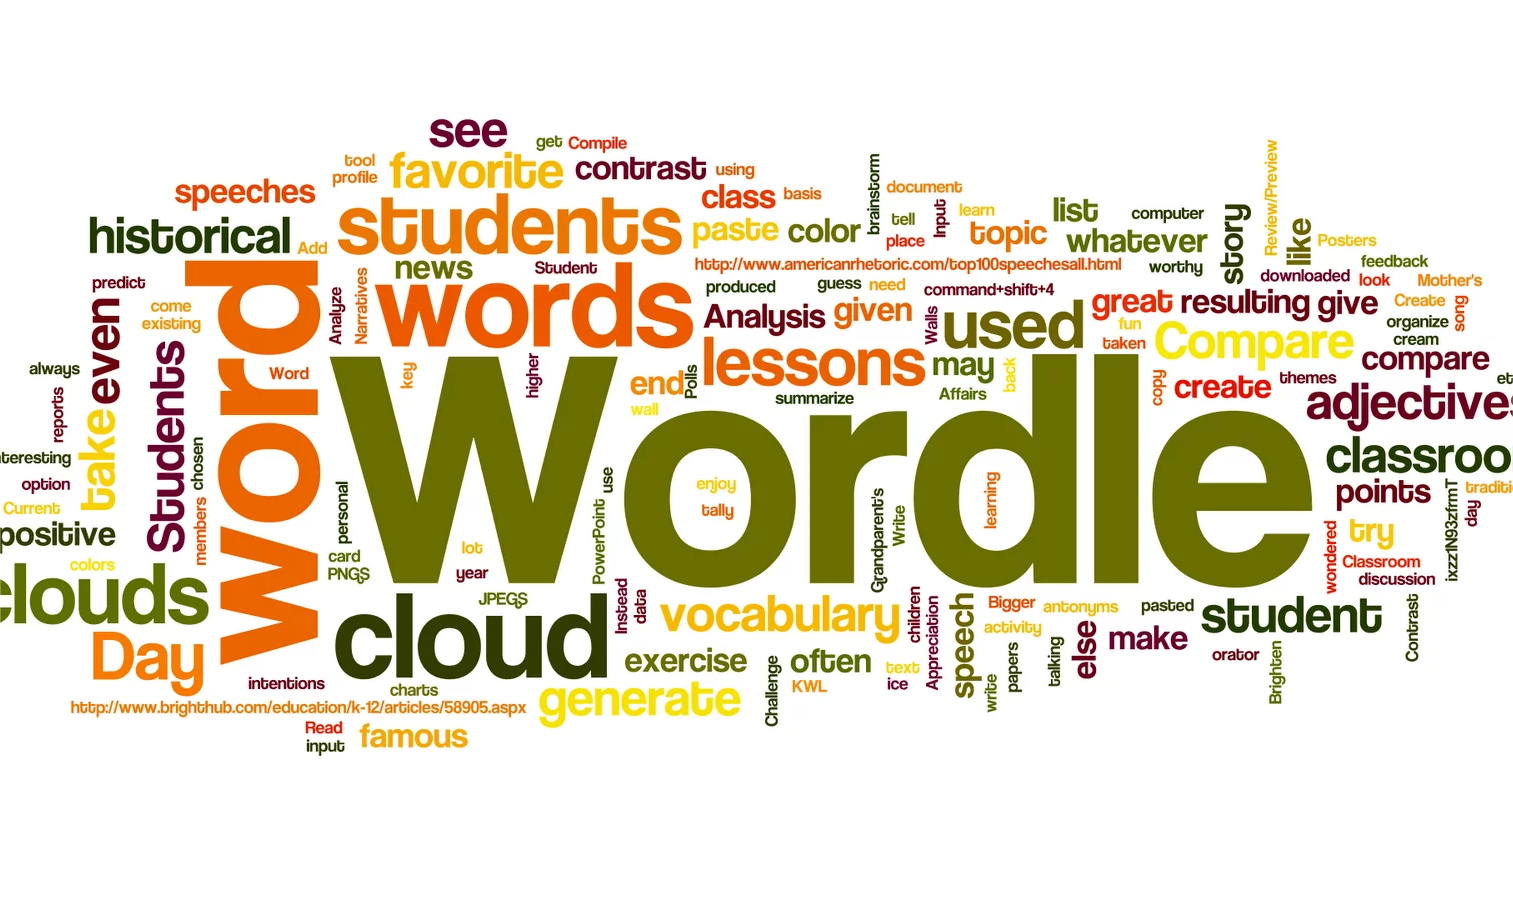 see
get
Compile
tool
profile
favorite
contrast
using
speeches
class
basis
brainstorm
document
students
historical
Add
paste
color
tell
place
Input
learn
topic
list
computer
whatever
story
Review/Preview
like
Posters
news
Student
http://www.americanrhetoric.com/top100speechesall.html
worthy
feedback
downloaded
look
Mother's
predict
word
Analyze
Narratives
words
produced
guess
need
command+shift+4
great
resulting
give
Create
song
come
existing
even
Analysis
given
Walls
used
fun
taken
Compare
organize
cream
compare
always
Students
Word
key
higher
end
Polls
lessons
may
back
copy
create
themes
reports
take
wall
summarize
Affairs
adjectives
Wordle
chosen
nteresting
option
Current
positive
members
colors
personal
card
PNGS
lot
year
PowerPoint
use
enjoy
tally
Grandparent's
Write
learning
classroo
points
ixzz1N93zfrmT
traditi
day
wondered
try
Classroom
discussion
clouds
JPEGS
cloud
Instead
data
vocabulary
children
Appreciation
speech
Bigger
antonyms
activity
pasted
student
Contrast
Day
exercise
often
text
ice
write
papers
talking
else
make
orator
Brighten
intentions
charts
generate
Challenge
KWL
http://www.brighthub.com/education/k-12/articles/58905.aspx
Read
input
famous